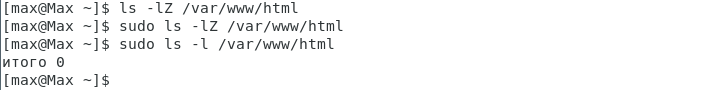 [max@Max ~]$ ls -lZ /var/www/html
[max@Max ~]$ sudo ls -lZ /var/www/html
[max@Max ~]$ sudo ls -l /var/www/html
итого 0
[max@Max ~]$